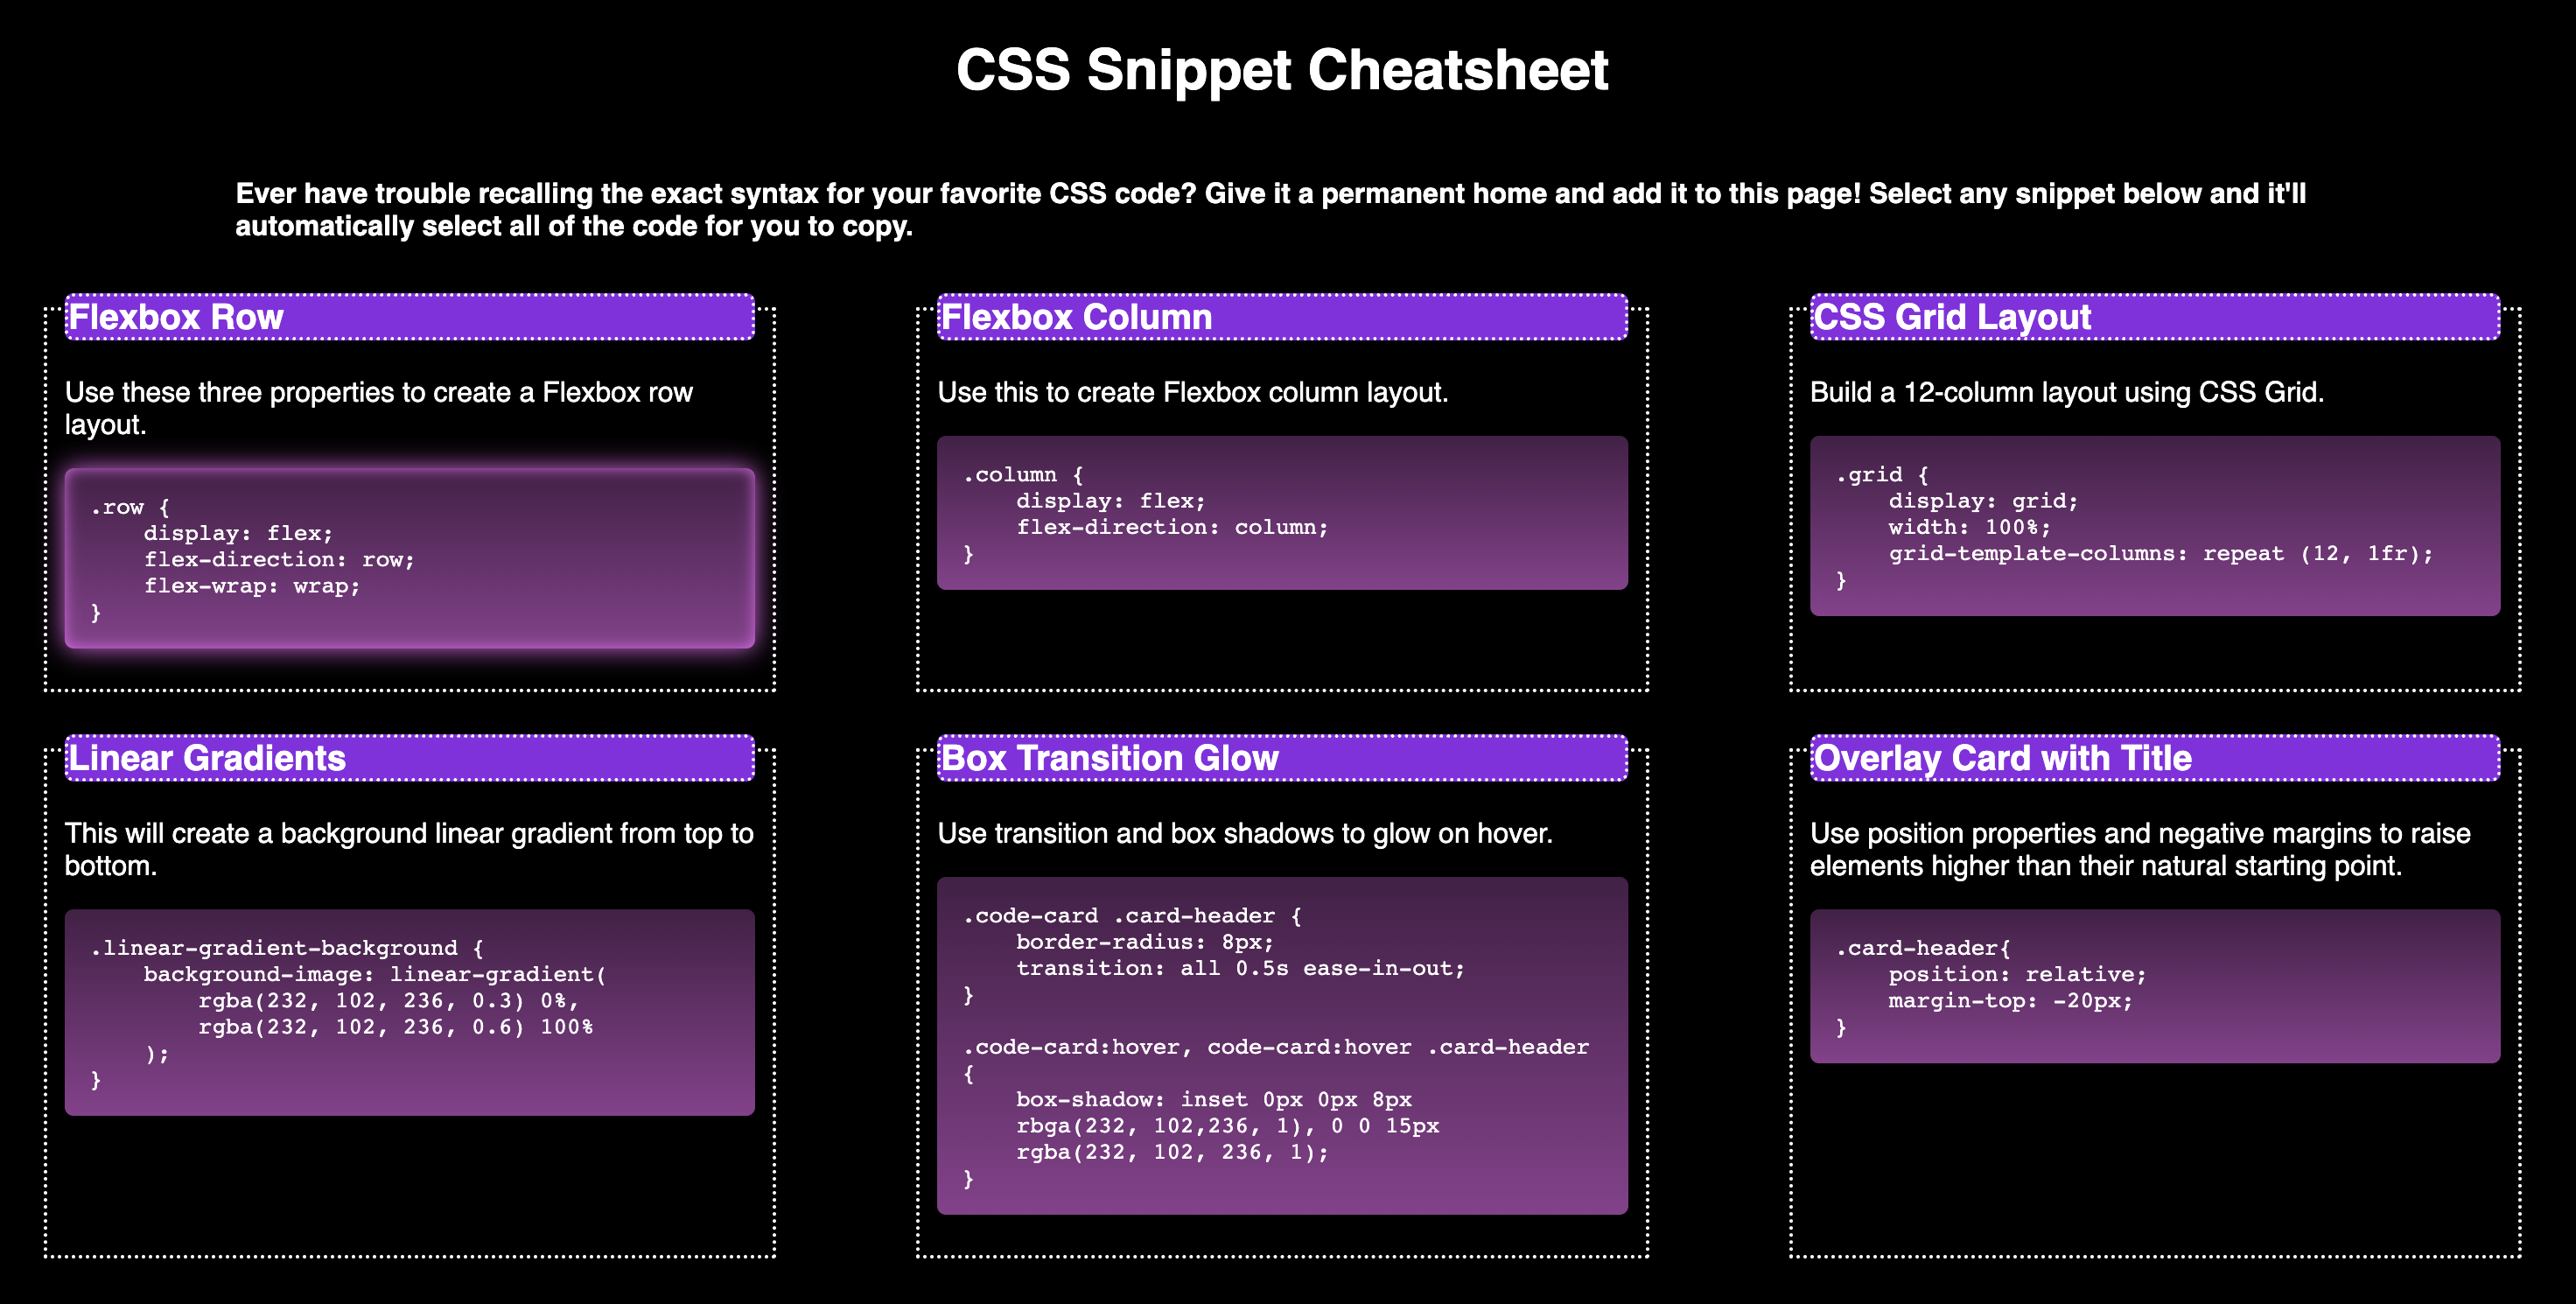 CSS Snippet Cheatsheet
Ever have trouble recalling the exact syntax for your favorite CSS code? Give it a permanent home and add it to this page! Select any snippet below and it'll
automatically select all of the code for you to copy.
Flexbox Row
Use these three properties to create a Flexbox row
layout.
.row {
    display: flex;
    flex-direction: row;
    flex-wrap: wrap;
}
Flexbox Column
Use this to create Flexbox column layout.
.column {
    display: flex;
    flex-direction: column;
}
CSS Grid Layout
Build a 12-column layout using CSS Grid.
.grid {
    display: grid;
    width: 100%;
    grid-template-columns: repeat (12, 1fr);
}
Linear Gradients
This will create a background linear gradient from top to
bottom.
.linear-gradient-background {
    background-image: linear-gradient(
        rgba(232, 102, 236, 0.3) 0%,
        rgba(232, 102, 236, 0.6) 100%
    );
}
Box Transition Glow
Use transition and box shadows to glow on hover.
.code-card .card-header {
    border-radius: 8px;
    transition: all 0.5s ease-in-out;
}
.code-card:hover, code-card:hover .card-header
{
    box-shadow: inset 0px 0px 8px
    rbga(232, 102,236, 1), 0 0 15px
    rgba(232, 102, 236, 1);
}
Overlay Card with Title
Use position properties and negative margins to raise
elements higher than their natural starting point.
.card-header{
    position: relative;
    margin-top: -20px;
}